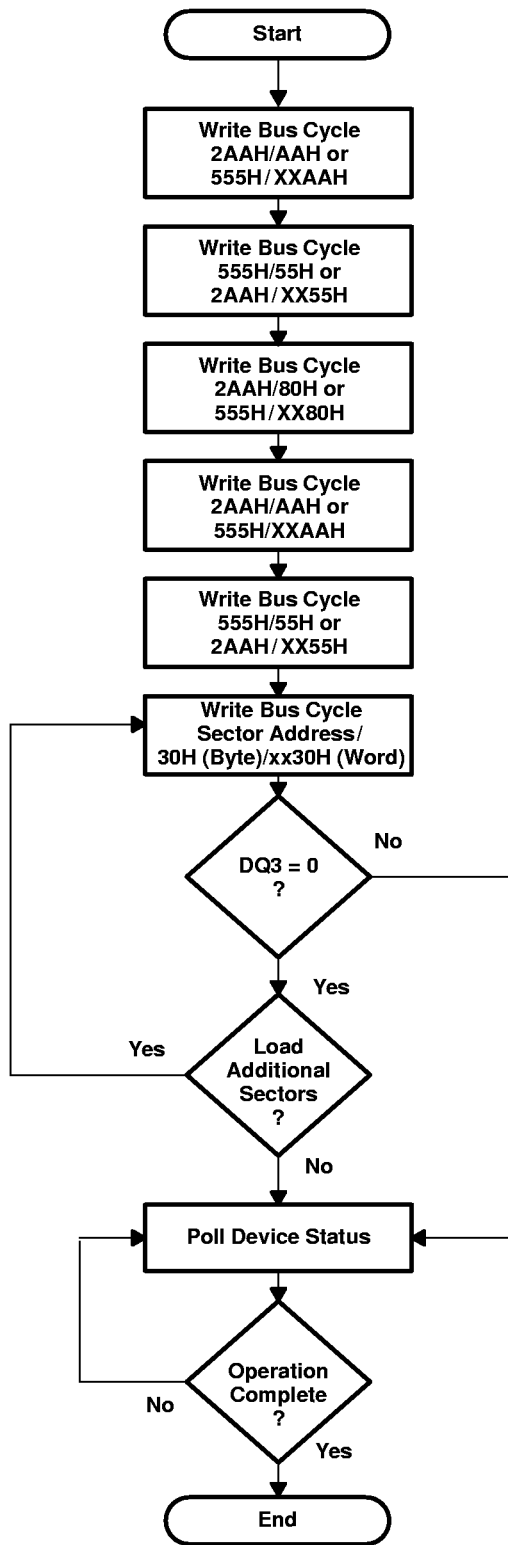 Start
Write Bus Cycle
2AAH/AAH or
555H/XXAAH
Write Bus Cycle
555H/55H or
2AAH/XX55H
Write Bus Cycle
2AAH/80H or
555H/XX80H
Write Bus Cycle
2AAH/AAH or
555H/XXAAH
Write Bus Cycle
555H/55H or
2AAH/XX55H
Write Bus Cycle
Sector Address/
30H (Byte)/xx30H (Word)
No
DQ3 = 0
?
Yes
Yes
Load
Additional
Sectors
?
No
Poll Device Status
Operation
Complete
?
No
Yes
End